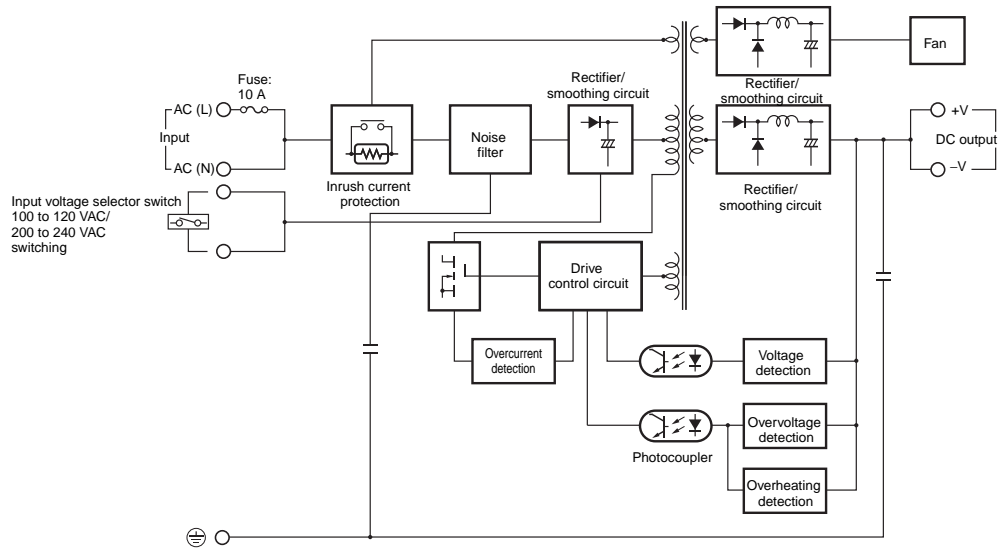 Fuse:
10 A
AC (L)
Input
AC (N)
Input voltage selector switch
100 to 120 VAC/
200 to 240 VAC
switching
Inrush current
protection
Noise
filter
Rectifier/
smoothing circuit
Rectifier/
smoothing circuit
Fan
Rectifier/
smoothing circuit
+V
DC output
–V
Drive
control circuit
Overcurrent
detection
Voltage
detection
Overvoltage
detection
Photocoupler
Overheating
detection